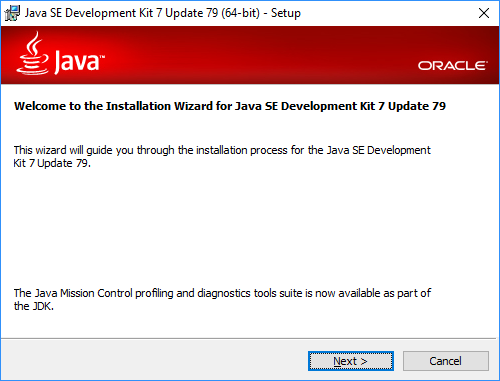 Java SE Development Kit 7 Update 79 (64-bit) - Setup
Java™
ORACLE
Welcome to the Installation Wizard for Java SE Development Kit 7 Update 79
This wizard will guide you through the installation process for the Java SE Development
Kit 7 Update 79.
The Java Mission Control profiling and diagnostics tools suite is now available as part of
the JDK.
Next >
Cancel